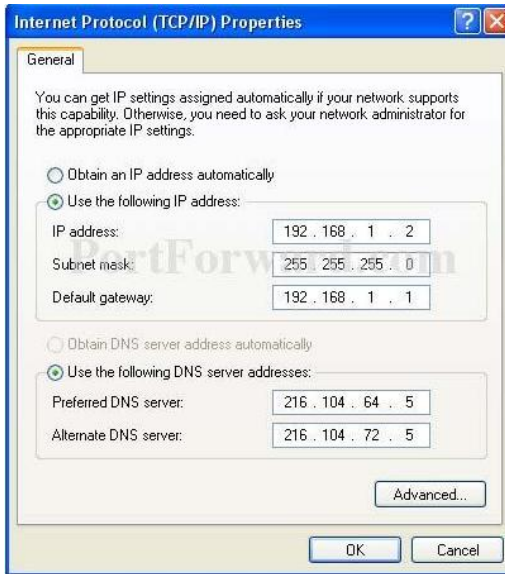 Internet Protocol (TCP/IP) Properties
General
You can get IP settings assigned automatically if your network supports
this capability. Otherwise, you need to ask your network administrator for
the appropriate IP settings.
Obtain an IP address automatically
Use the following IP address:
IP address: 192 . 168 . 1 . 2
PortForward.com
Subnet mask: 255 . 255 . 255 . 0
Default gateway: 192 . 168 . 1 . 1
Obtain DNS server address automatically
Use the following DNS server addresses:
Preferred DNS server: 216 . 104 . 64 . 5
Alternate DNS server: 216 . 104 . 72 . 5
Advanced...
OK Cancel